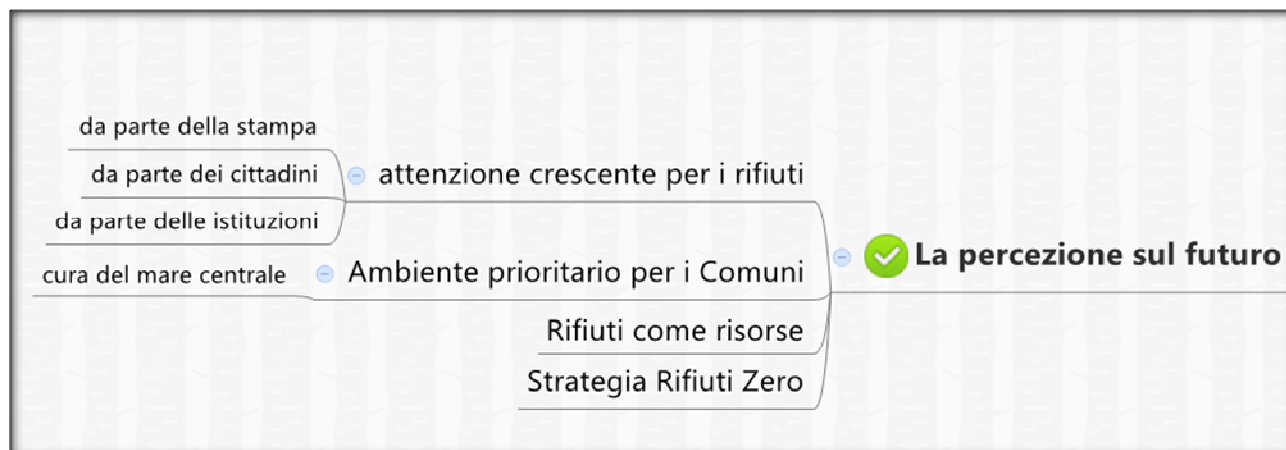 da parte della stampa
da parte dei cittadini
da parte delle istituzioni
attenzione crescente per i rifiuti
cura del mare centrale
Ambiente prioritario per i Comuni
Rifiuti come risorse
Strategia Rifiuti Zero
La percezione sul futuro